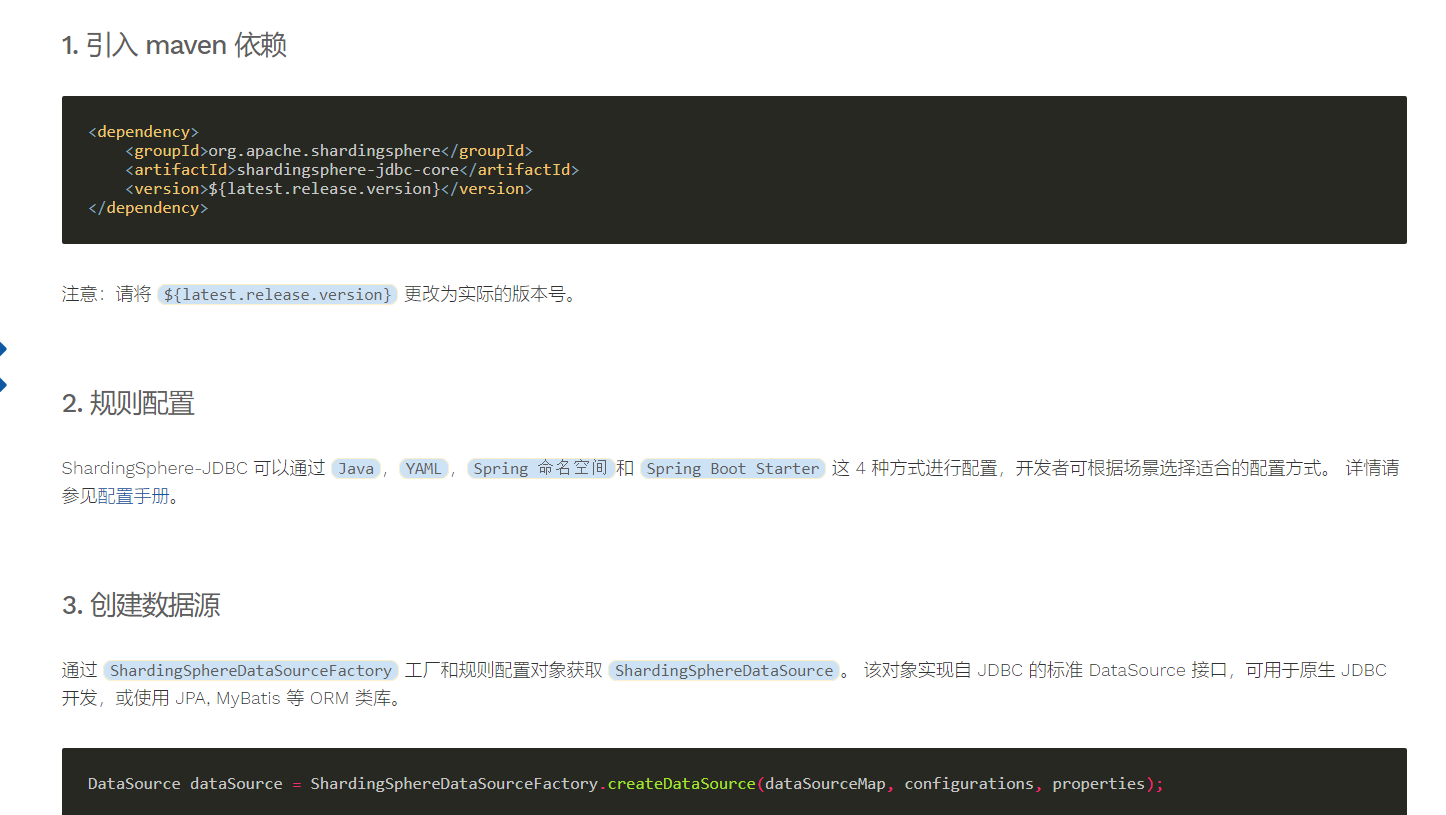 1. 引入 maven 依赖
<dependency>
    <groupId>org.apache.shardingsphere</groupId>
    <artifactId>shardingsphere-jdbc-core</artifactId>
    <version>${latest.release.version}</version>
</dependency>
注意：请将 ${latest.release.version} 更改为实际的版本号。
2. 规则配置
ShardingSphere-JDBC 可以通过 Java，YAML，Spring 命名空间 和 Spring Boot Starter 这 4 种方式进行配置，开发者可根据场景选择适合的配置方式。 详情请
参见配置手册。
3. 创建数据源
通过 ShardingSphereDataSourceFactory 工厂和规则配置对象获取 ShardingSphereDataSource。 该对象实现自 JDBC 的标准 DataSource 接口，可用于原生 JDBC
开发，或使用 JPA, MyBatis 等 ORM 类库。
DataSource dataSource = ShardingSphereDataSourceFactory.createDataSource(dataSourceMap, configurations, properties);